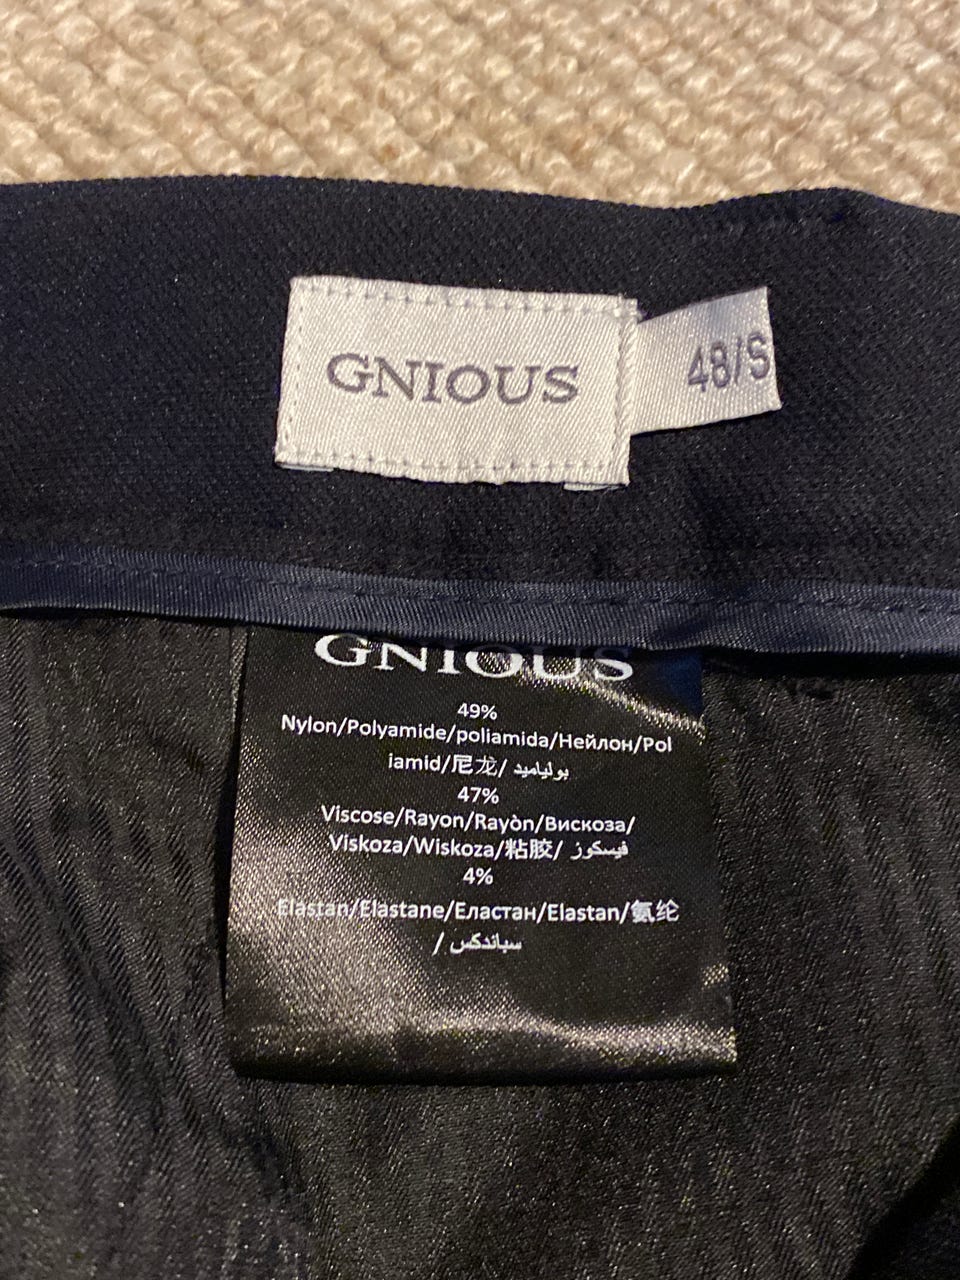 GNIOUS
48/S
GNIOUS
49%
Nylon/Polyamide/poliamida/Нейлон/Pol
iamid/尼龙/ بولياميد
47%
Viscose/Rayon/Rayòn/Вискоза/
Viskoza/Wiskoza/粘胶/ فيسكوز
4%
Elastan/Elastane/Еластан/Elastan/氨纶
/ سباندكس